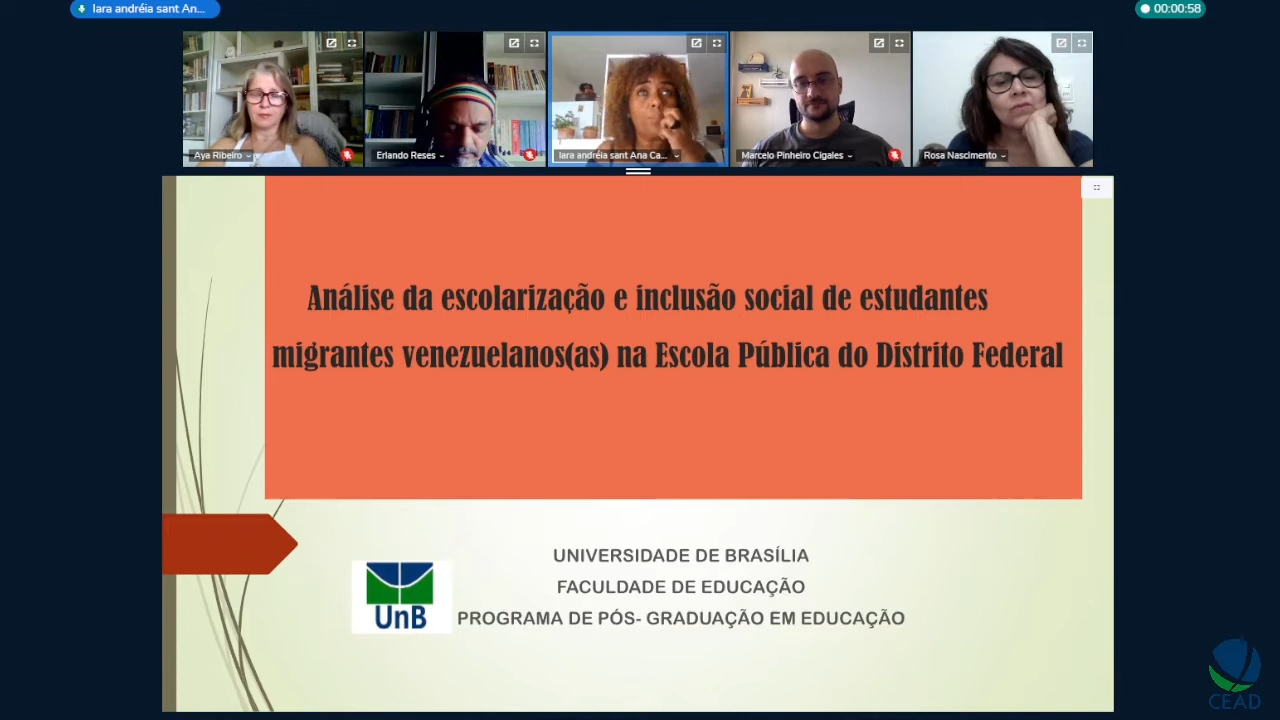 Iara andréia sant An...
00:00:58
Aya Ribeiro
Erlando Reses
Iara andréia sant Ana Ca...
Marcelo Pinheiro Cigales
Rosa Nascimento
Análise da escolarização e inclusão social de estudantes
migrantes venezuelanos(as) na Escola Pública do Distrito Federal
UNIVERSIDADE DE BRASÍLIA
FACULDADE DE EDUCAÇÃO
PROGRAMA DE PÓS- GRADUAÇÃO EM EDUCAÇÃO
UnB
CEAD